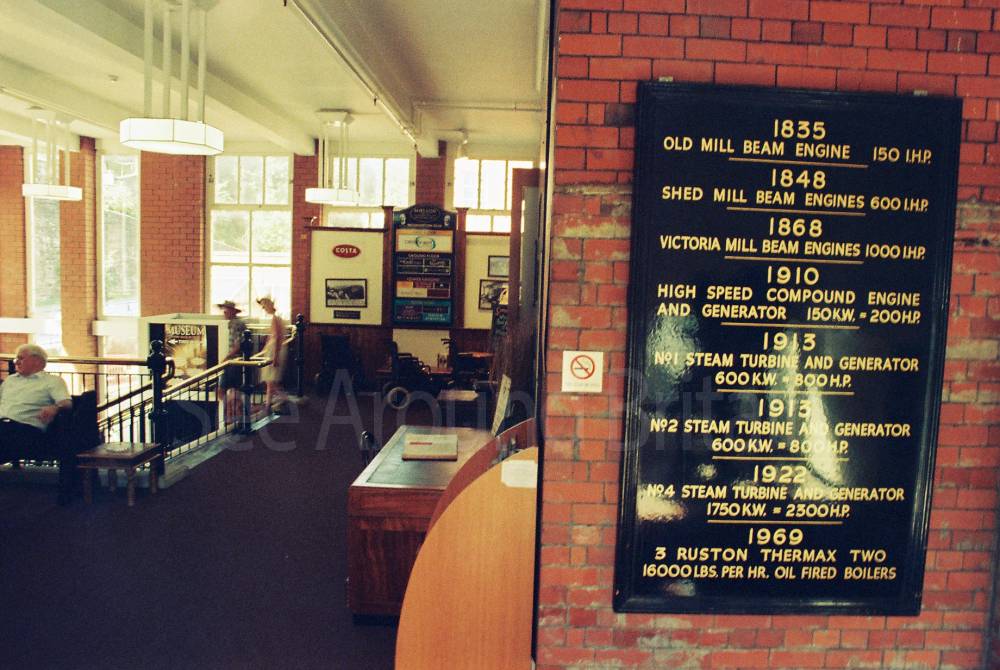 1835
OLD MILL BEAM ENGINE 150 I.H.P.
1848
SHED MILL BEAM ENGINES 600 I.H.P.
1868
VICTORIA MILL BEAM ENGINES 1000 I.H.P.
1910
HIGH SPEED COMPOUND ENGINE
AND GENERATOR 150 K.W. = 200 H.P.
1913
Nº1 STEAM TURBINE AND GENERATOR
600 K.W. = 800 H.P.
1913
Nº2 STEAM TURBINE AND GENERATOR
600 K.W. = 800 H.P.
1922
Nº4 STEAM TURBINE AND GENERATOR
1750 K.W. = 2300 H.P.
1969
3 RUSTON THERMAX TWO
16000 LBS. PER HR. OIL FIRED BOILERS
COSTA
MUSEUM
See Around Britain